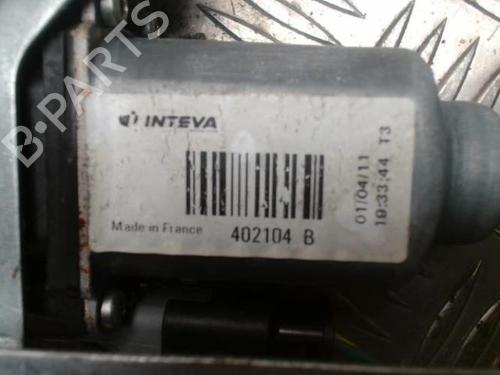 B-PARTS
INTEVA
Made in France
402104 B
01/04/11
19:33:44 T3